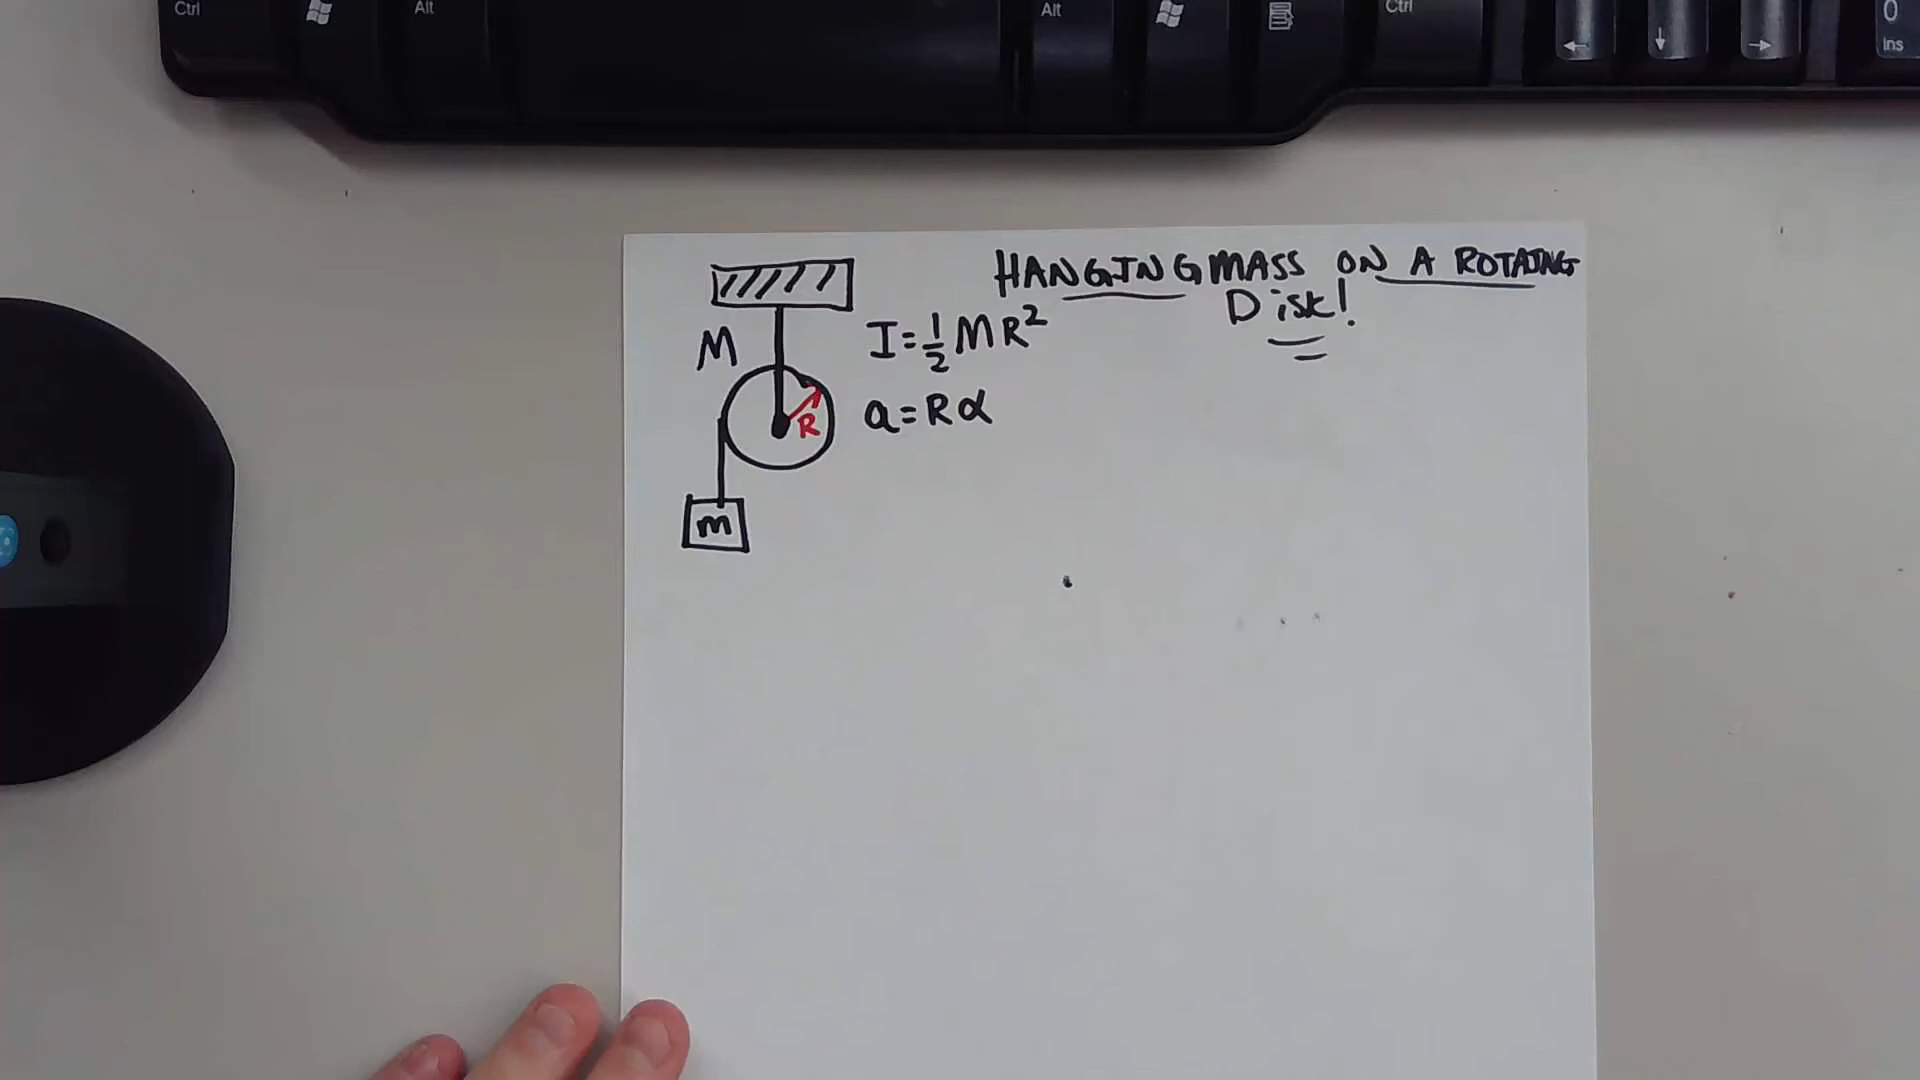 Ctrl
Alt
Alt
Ctrl
0
Ins
HANGING MASS ON A ROTATING
Disk!
M
I=½MR²
R
a=Rα
m